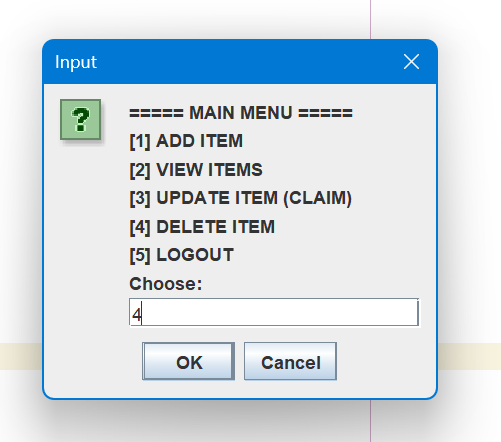 Input
?
===== MAIN MENU =====
[1] ADD ITEM
[2] VIEW ITEMS
[3] UPDATE ITEM (CLAIM)
[4] DELETE ITEM
[5] LOGOUT
Choose:
4
OK Cancel